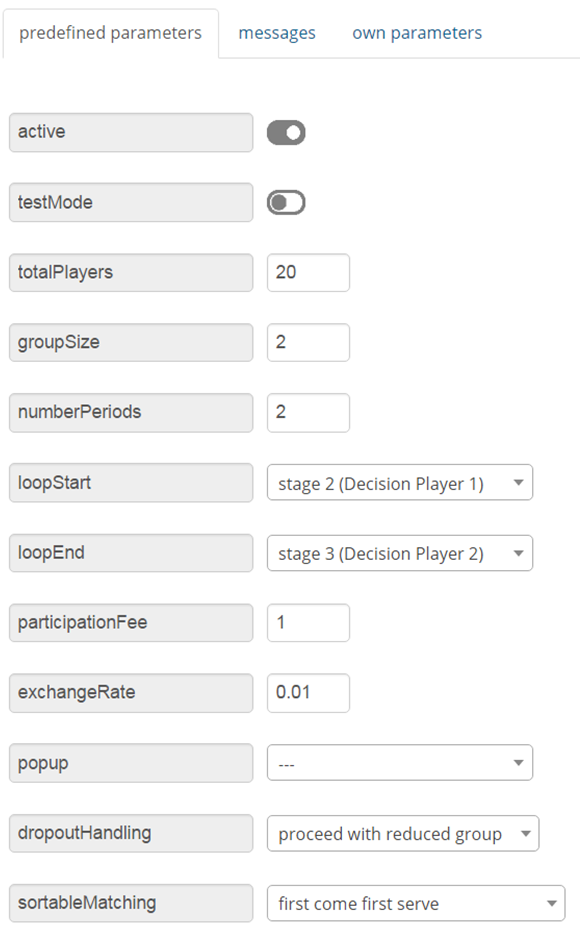 predefined parameters messages own parameters
active
testMode
totalPlayers 20
groupSize 2
numberPeriods 2
loopStart stage 2 (Decision Player 1)
loopEnd stage 3 (Decision Player 2)
participationFee 1
exchangeRate 0.01
popup ---
dropoutHandling proceed with reduced group
sortableMatching first come first serve